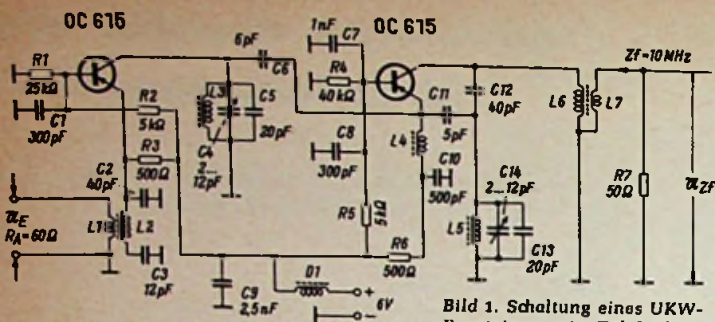 OC 615
OC 615
R1
25kΩ
C1
300pF
R2
5kΩ
R3
500Ω
C2
40pF
ūE
RA=60Ω
L1
L2
C3
12pF
6pF
C6
L3
C5
20pF
C4
2...
12pF
C9
2,5nF
D1
+
6V
−
1nF
C7
R4
40kΩ
C8
300pF
R5
5kΩ
R6
500Ω
C11
5pF
L4
C10
500pF
C12
40pF
C14
2...12pF
L5
C13
20pF
Zf=10MHz
L6
L7
R7
50Ω
ūZf
Bild 1. Schaltung eines UKW-